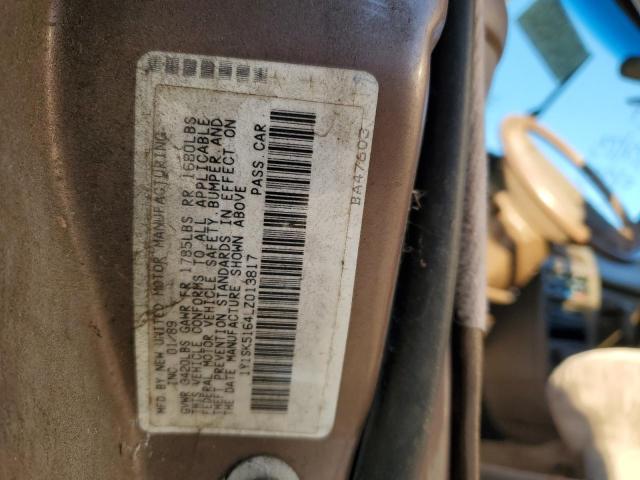 MFD BY NEW UNITED MOTOR MANUFACTURING
INC 01/89
GVWR 3420LBS GAWR FR 1785LBS RR 1680LBS
THIS VEHICLE CONFORMS TO ALL APPLICABLE
FEDERAL MOTOR VEHICLE SAFETY, BUMPER, AND
THEFT PREVENTION STANDARDS IN EFFECT ON
THE DATE MANUFACTURE SHOWN ABOVE
1Y1SK5164LZ013817 PASS. CAR
BA47603